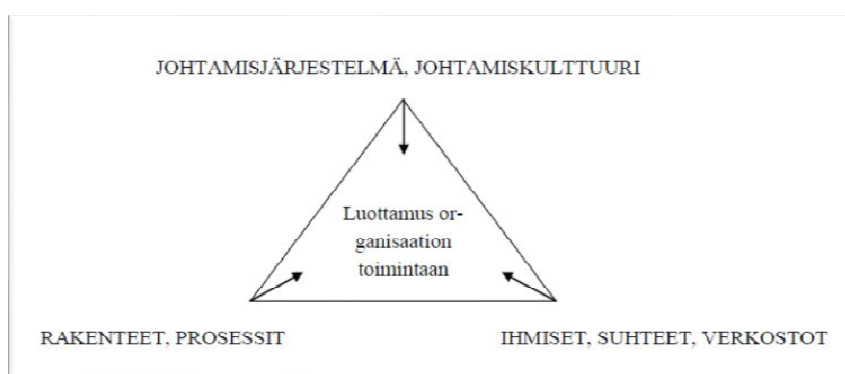 JOHTAMISJÄRJESTELMÄ, JOHTAMISKULTTUURI
Luottamus or-
ganisaation
toimintaan
RAKENTEET, PROSESSIT
IHMISET, SUHTEET, VERKOSTOT